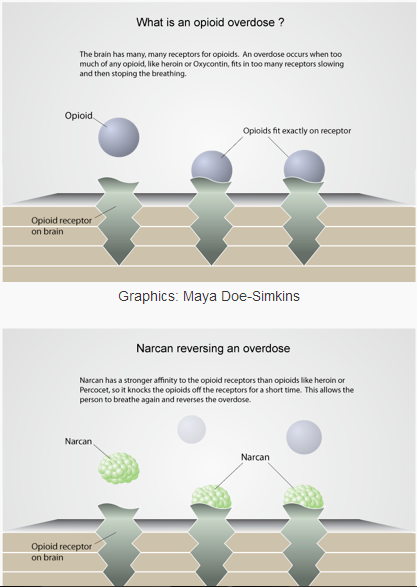 What is an opioid overdose ?
The brain has many, many receptors for opioids. An overdose occurs when too
much of any opioid, like heroin or Oxycontin, fits in too many receptors slowing
and then stoping the breathing.
Opioid
Opioids fit exactly on receptor
Opioid receptor
on brain
Graphics: Maya Doe-Simkins
Narcan reversing an overdose
Narcan has a stronger affinity to the opioid receptors than opioids like heroin or
Percocet, so it knocks the opioids off the receptors for a short time. This allows the
person to breathe again and reverses the overdose.
Narcan
Narcan
Opioid receptor
on brain